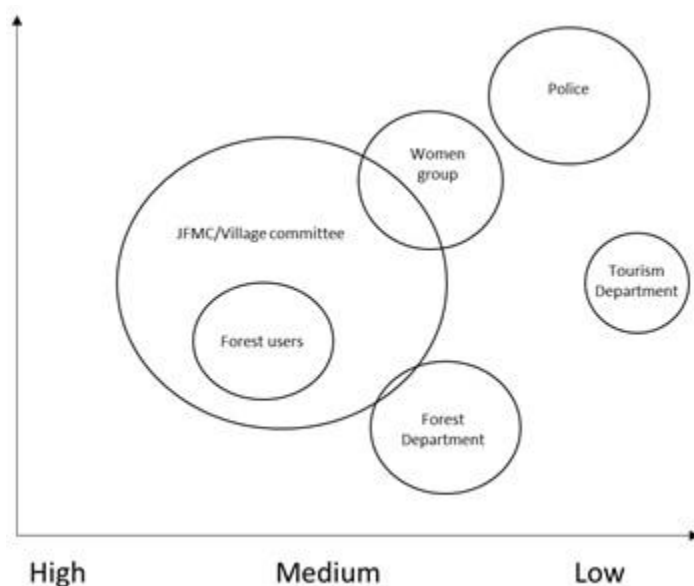 Police
Women
group
JFMC/Village committee
Tourism
Department
Forest users
Forest
Department
High Medium Low